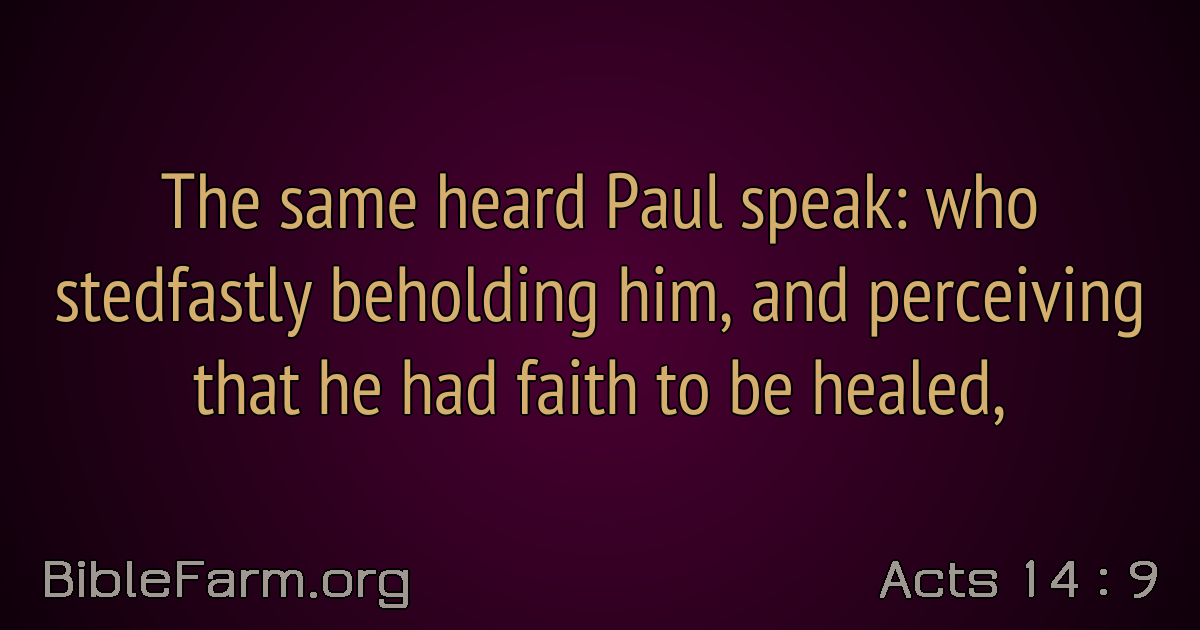 The same heard Paul speak: who
stedfastly beholding him, and perceiving
that he had faith to be healed,
BibleFarm.org
Acts 14 : 9